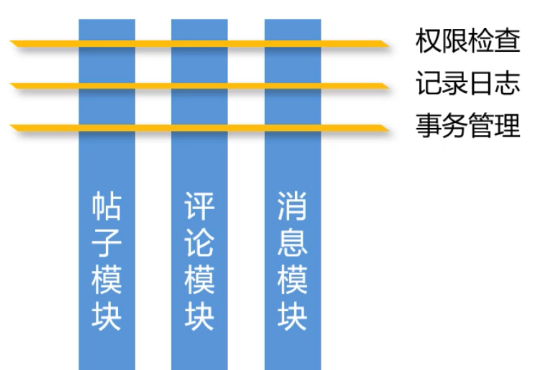 权限检查
记录日志
事务管理
帖子模块
评论模块
消息模块